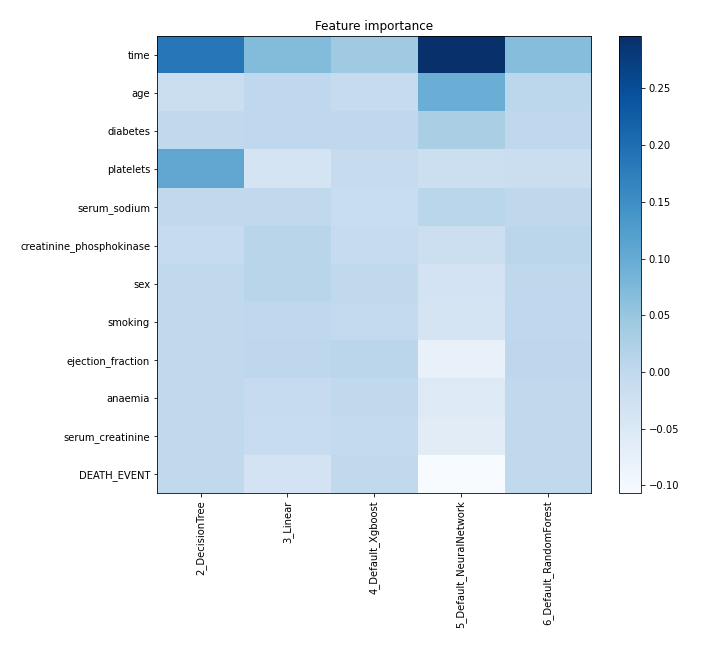 Feature importance
time
age
diabetes
platelets
serum_sodium
creatinine_phosphokinase
sex
smoking
ejection_fraction
anaemia
serum_creatinine
DEATH_EVENT
2_DecisionTree
3_Linear
4_Default_Xgboost
5_Default_NeuralNetwork
6_Default_RandomForest
0.25
0.20
0.15
0.10
0.05
0.00
−0.05
−0.10